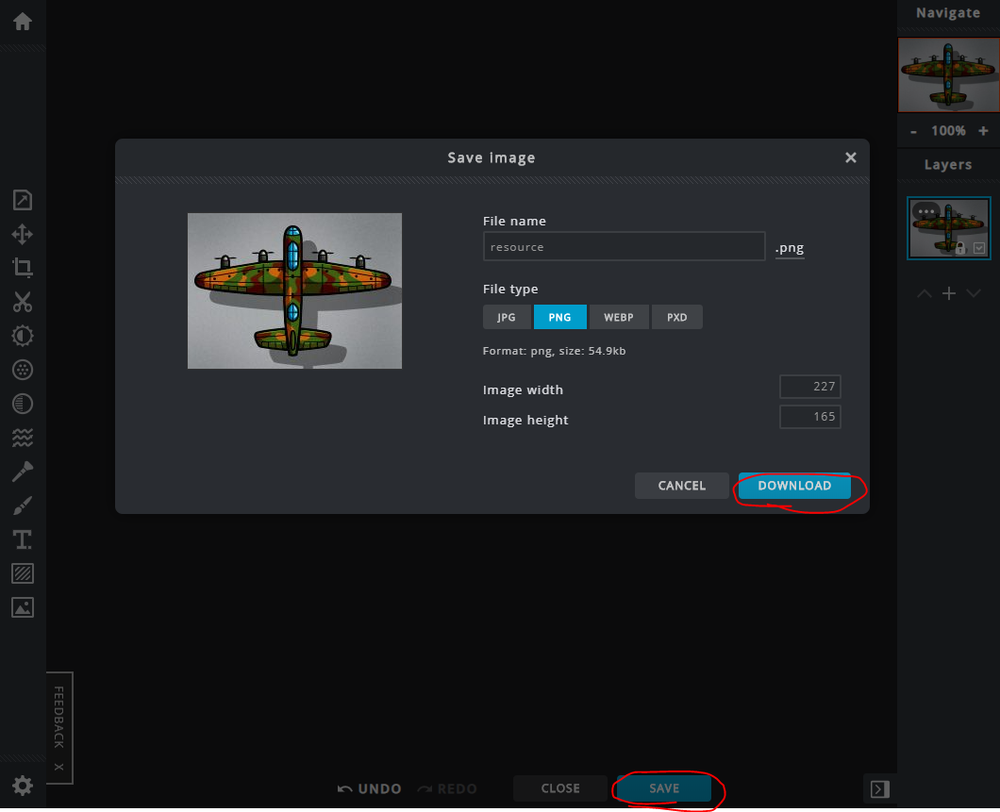 Navigate
- 100% +
Layers
Save image
File name
resource .png
File type
JPG PNG WEBP PXD
Format: png, size: 54.9kb
Image width 227
Image height 165
CANCEL DOWNLOAD
FEEDBACK X
UNDO REDO CLOSE SAVE